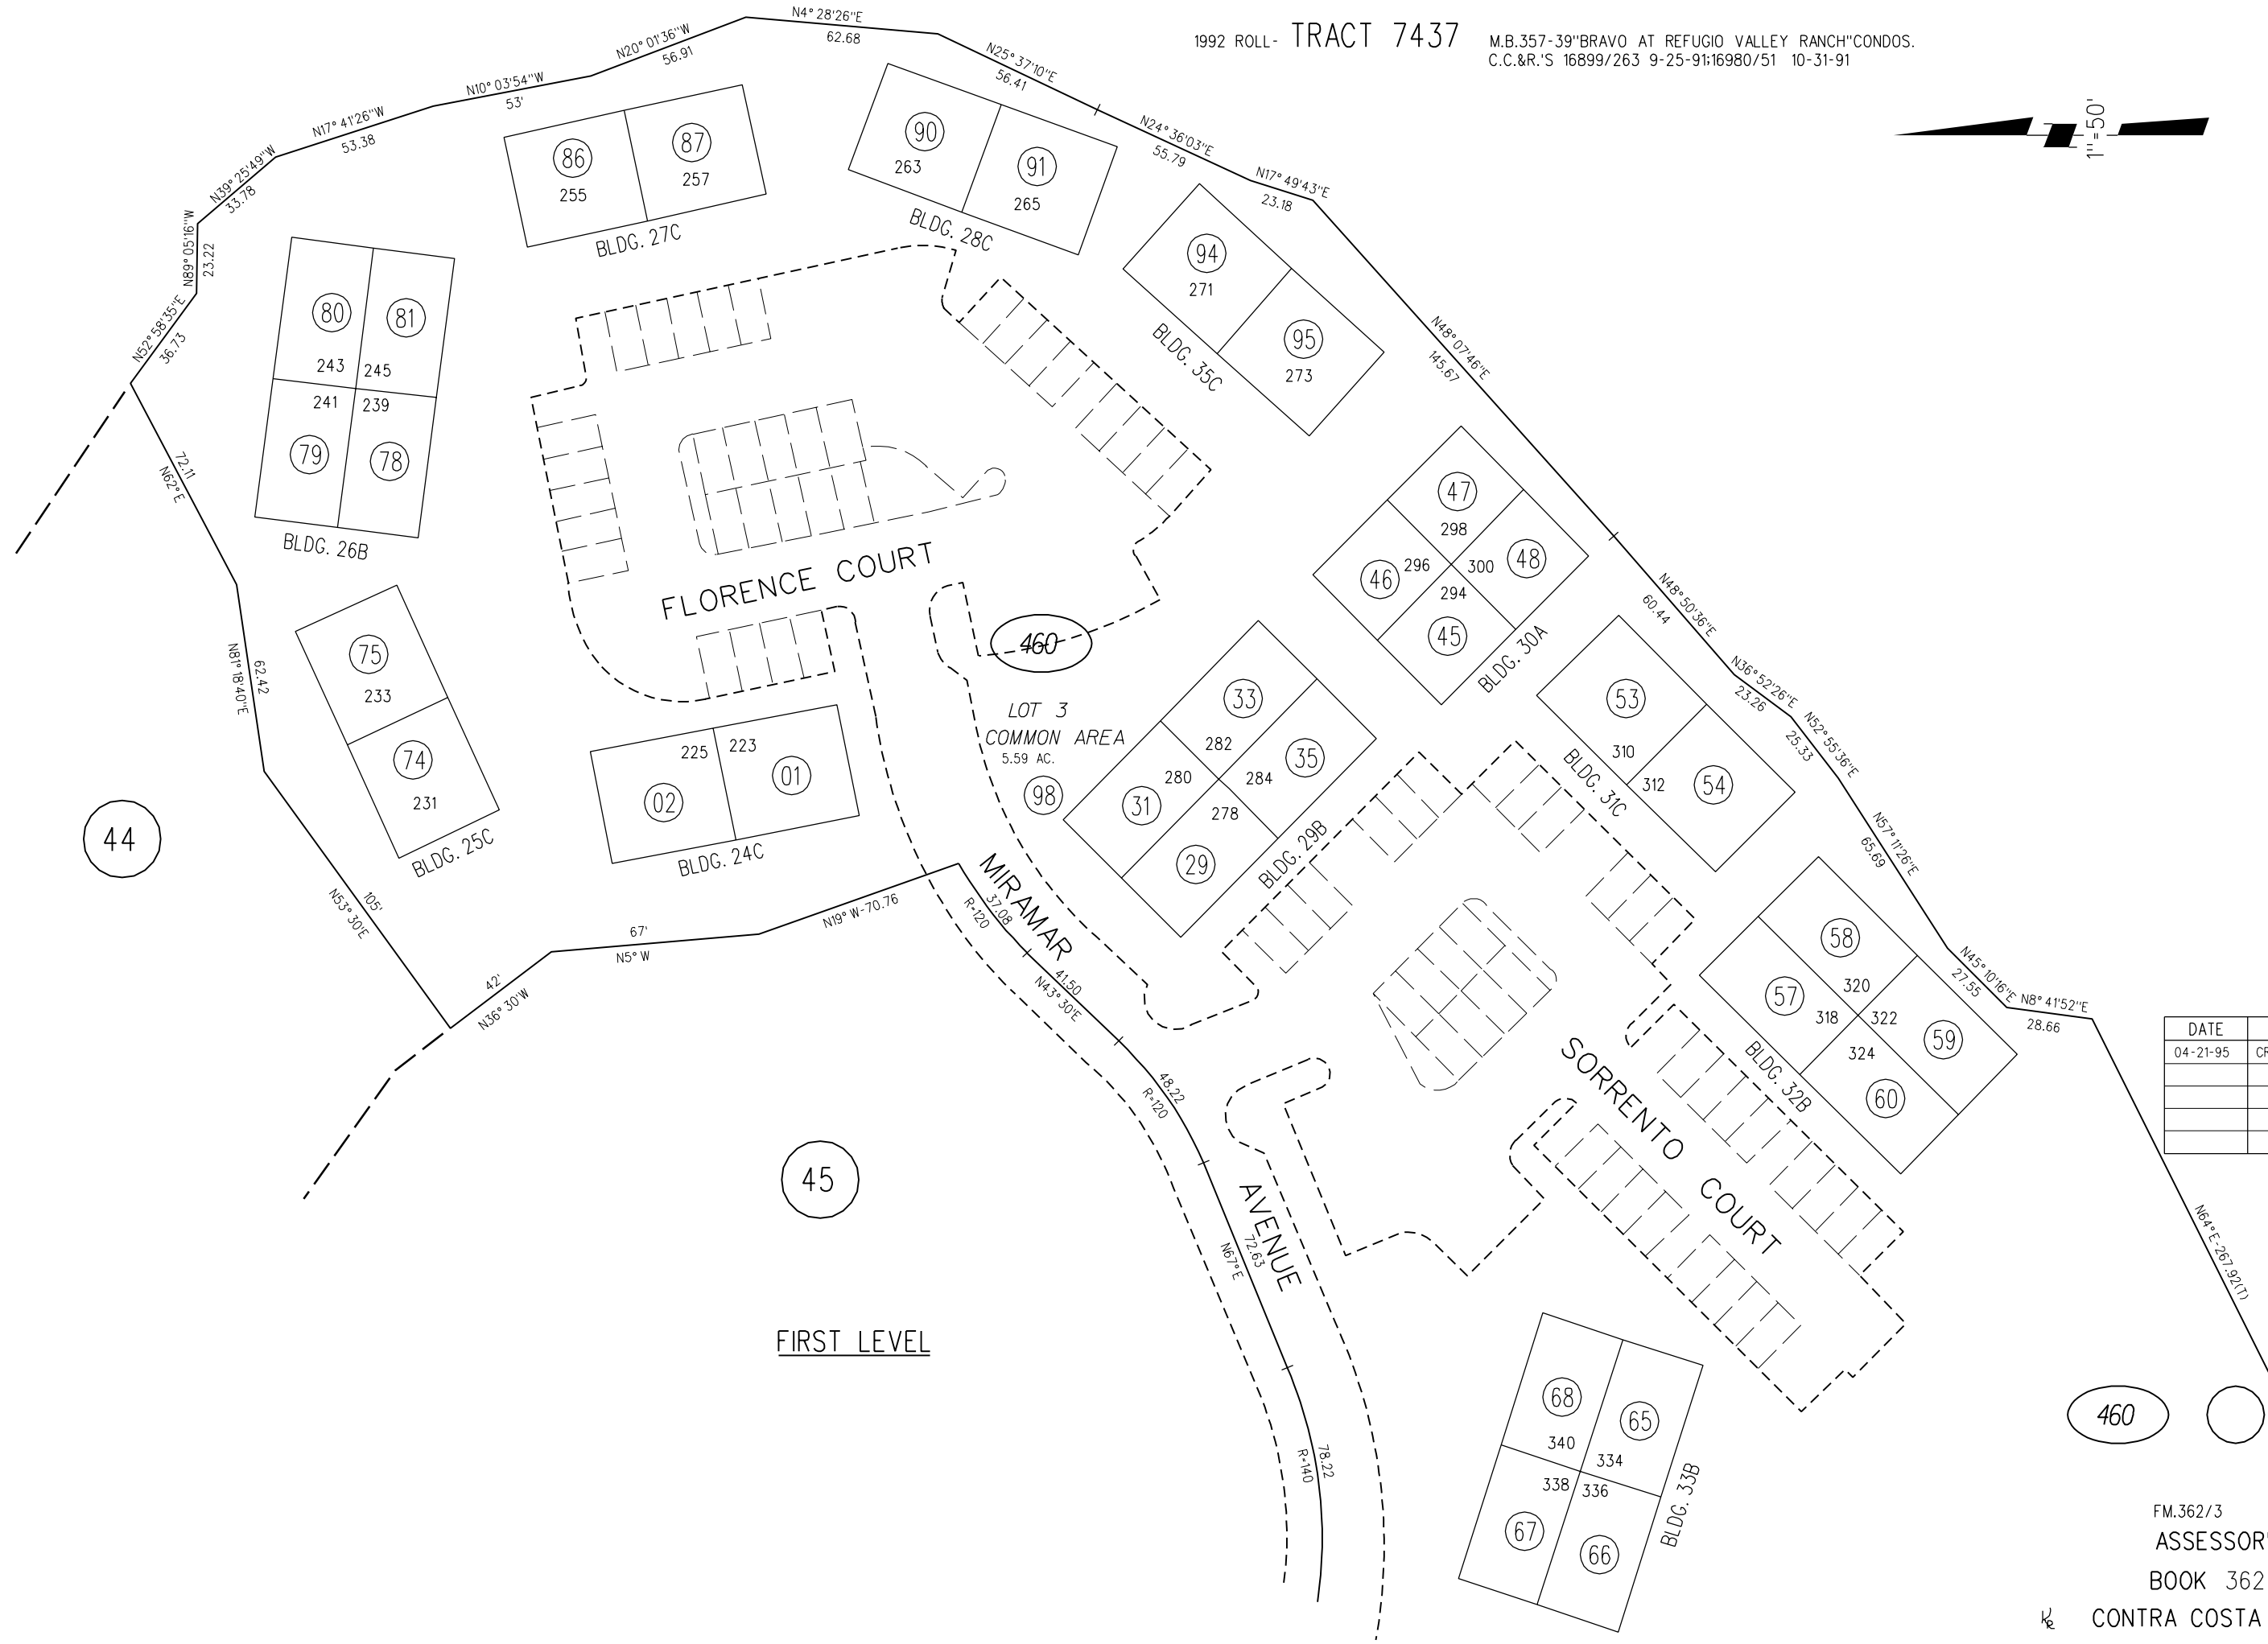 1992 ROLL- TRACT 7437 M.B.357-39"BRAVO AT REFUGIO VALLEY RANCH"CONDOS.
C.C.&R.'S 16899/263 9-25-91;16980/51 10-31-91
1"=50'
N4° 28'26"E
62.68
N20° 01'36"W
56.91
N10° 03'54"W
53'
N17° 41'26"W
53.38
N39° 25'49"W
33.78
N89° 05'16"W
23.22
N52° 58'35"E
36.73
72.11
N62° E
62.42
N81° 18'40"E
105'
N53° 30'E
42'
N36° 30'W
67'
N5° W
N19° W-70.76
N25° 37'10"E
56.41
N24° 36'03"E
55.79
N17° 49'43"E
23.18
N48° 07'46"E
145.67
N48° 50'36"E
60.44
N36° 52'26"E
23.26
N52° 55'36"E
25.33
N57° 11'26"E
65.69
N45° 10'16"E
27.55
N8° 41'52"E
28.66
N64° E-267.92(T)
86
255
87
257
BLDG. 27C
90
263
91
265
BLDG. 28C
94
271
95
273
BLDG. 35C
80
81
243
245
241
239
79
78
BLDG. 26B
75
233
74
231
BLDG. 25C
225
223
02
01
BLDG. 24C
FLORENCE COURT
460
LOT 3
COMMON AREA
5.59 AC.
98
47
298
46
296
300
48
294
45
BLDG. 30A
33
282
35
280
284
31
278
29
BLDG. 29B
53
310
312
54
BLDG. 31C
58
320
57
318
322
59
324
60
BLDG. 32B
68
65
340
334
338
336
67
66
BLDG. 33B
SORRENTO COURT
MIRAMAR
AVENUE
37.08
R=120
41.50
N43° 30'E
48.22
R=120
72.63
N67° E
78.22
R=140
44
45
FIRST LEVEL
DATE
04-21-95 CR
460
FM.362/3
ASSESSOR'
BOOK 362
CONTRA COSTA